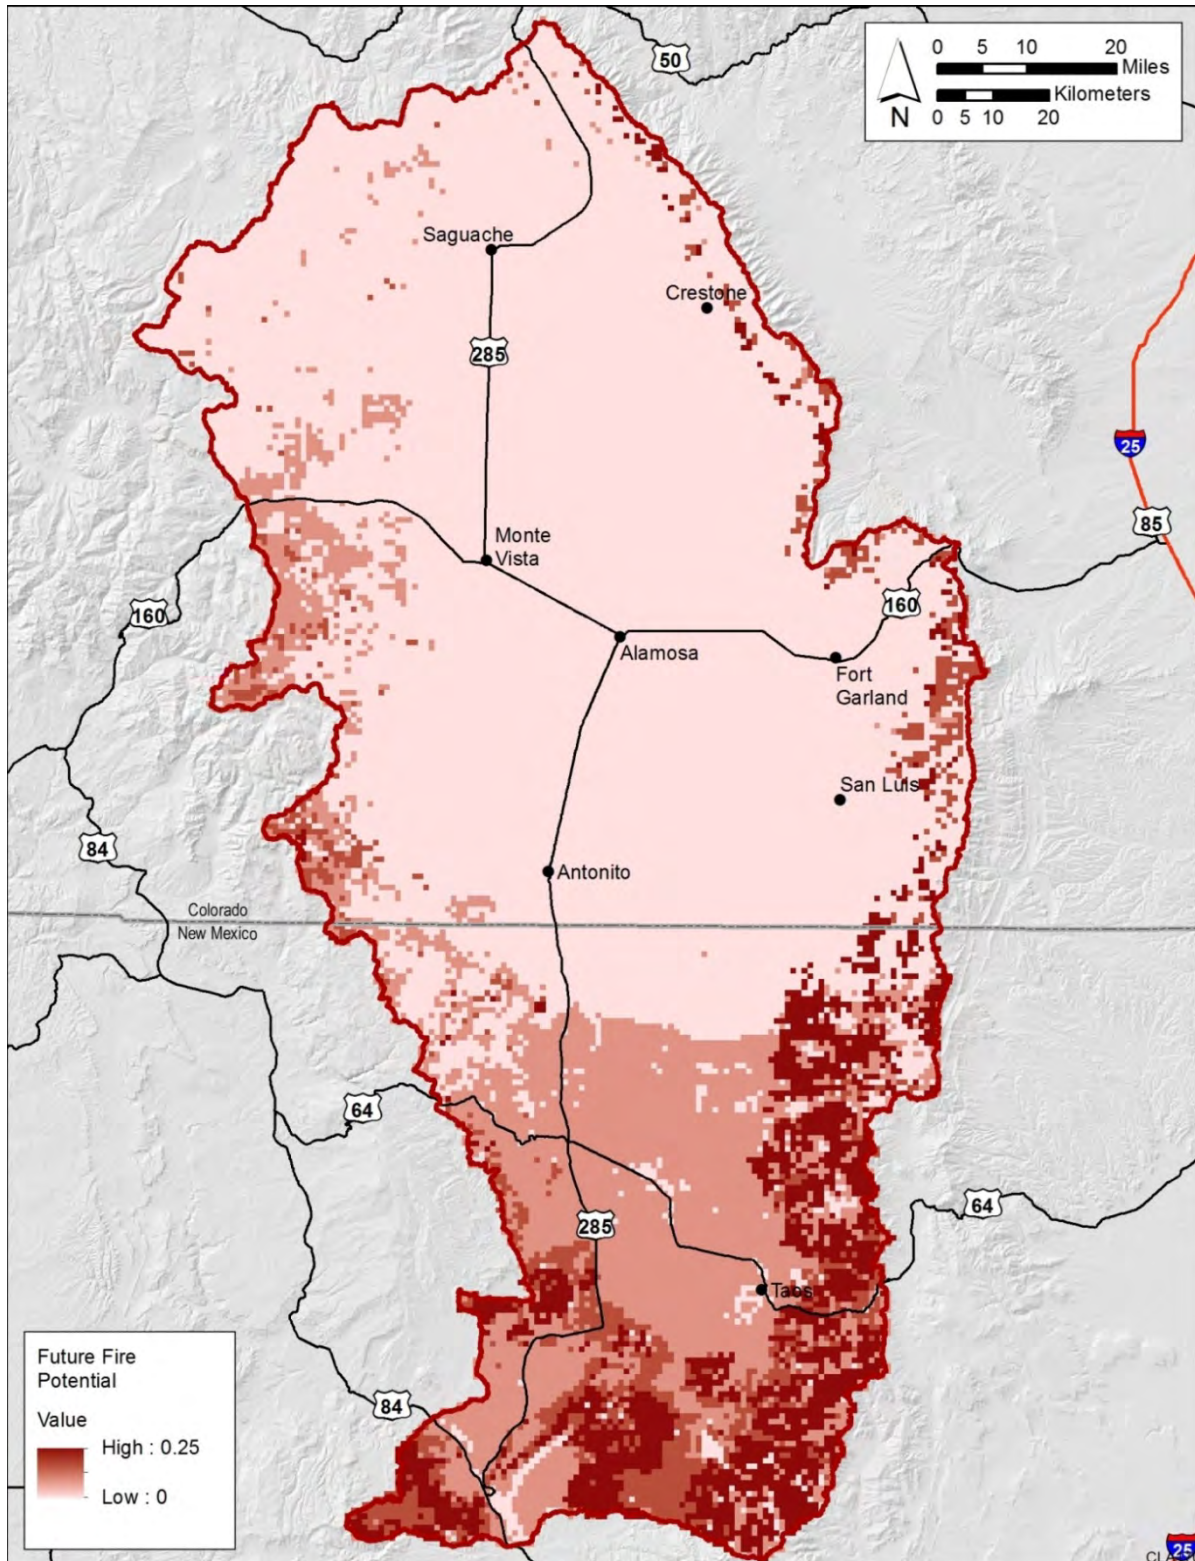 50
0 5 10 20
Miles
Kilometers
0 5 10 20
N
Saguache
Crestone
285
25
Monte
Vista
85
160
160
Alamosa
Fort
Garland
San Luis
84
Antonito
Colorado
New Mexico
64
64
285
Taos
Future Fire
Potential
Value
High : 0.25
Low : 0
84
25